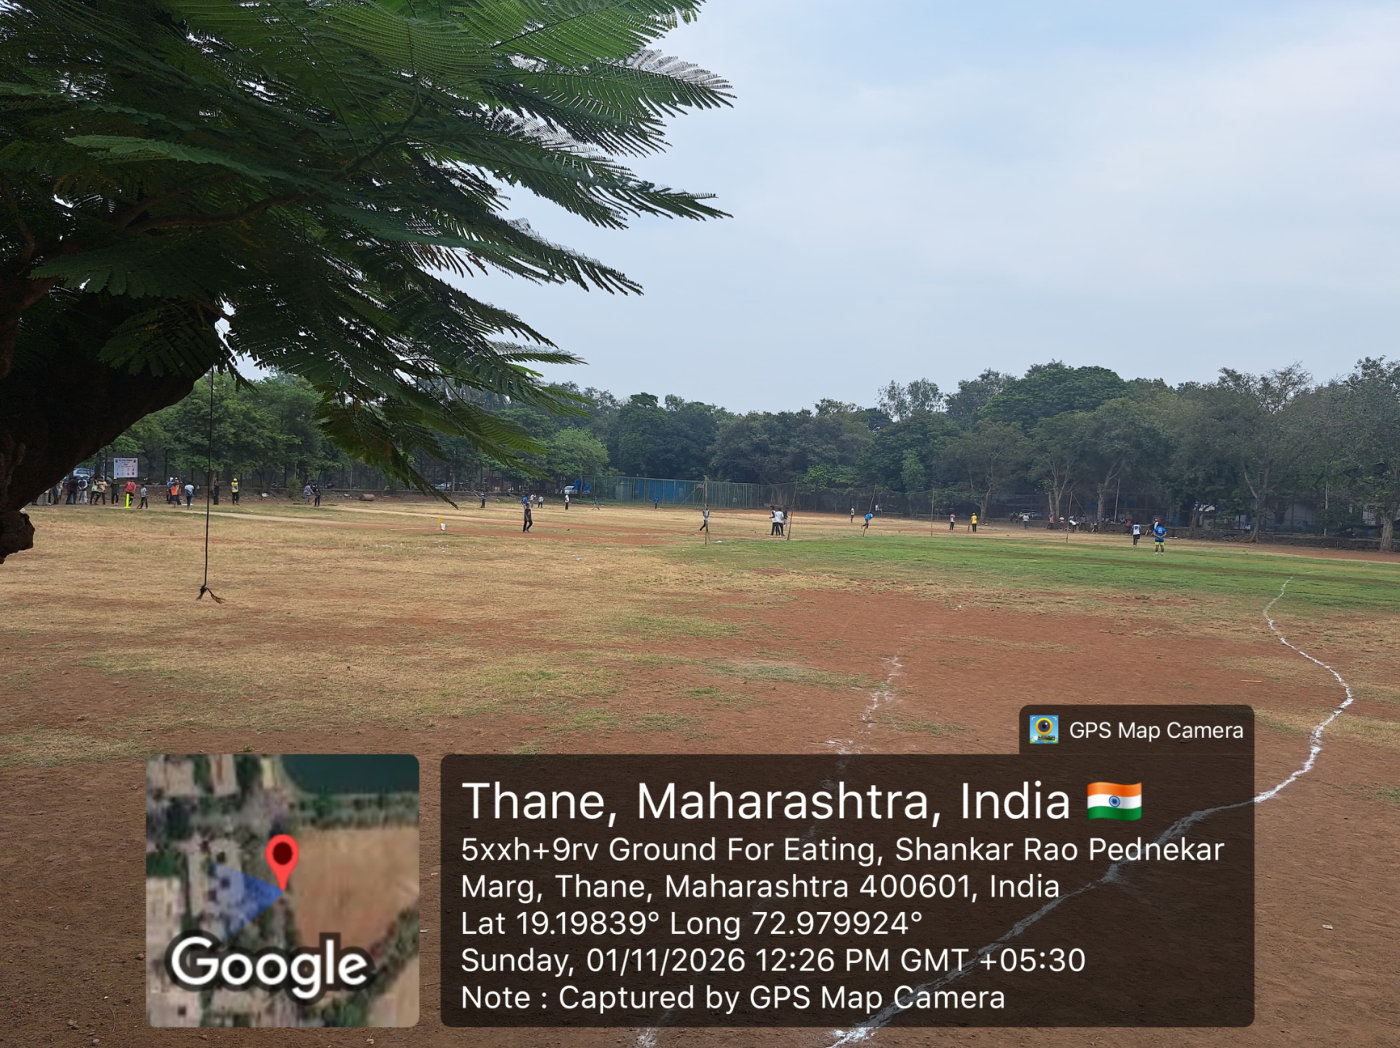 GPS Map Camera
Thane, Maharashtra, India
5xxh+9rv Ground For Eating, Shankar Rao Pednekar
Marg, Thane, Maharashtra 400601, India
Lat 19.19839° Long 72.979924°
Sunday, 01/11/2026 12:26 PM GMT +05:30
Note : Captured by GPS Map Camera
Google